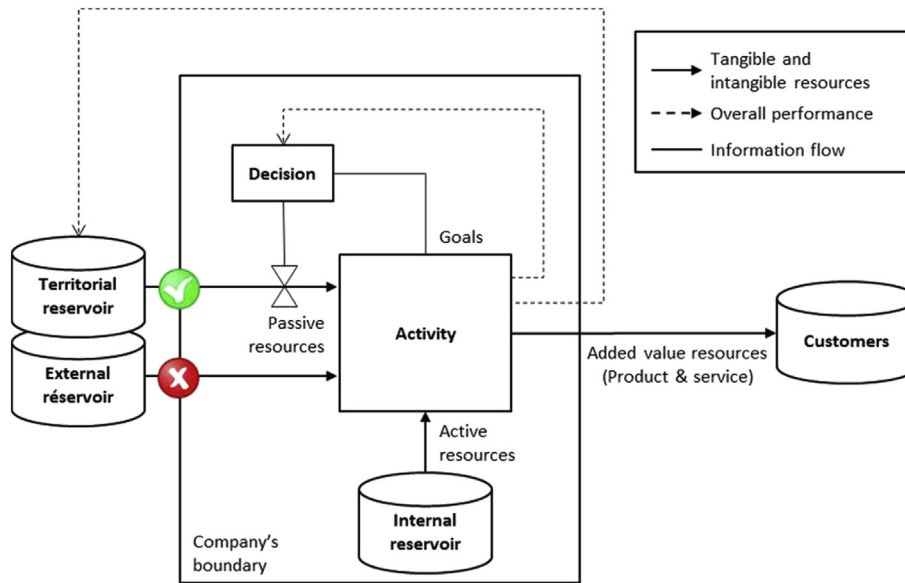 Tangible and
intangible resources
Overall performance
Information flow
Decision
Goals
Territorial
reservoir
Passive
resources
Activity
External
réservoir
Added value resources
(Product & service)
Customers
Active
resources
Internal
reservoir
Company's
boundary